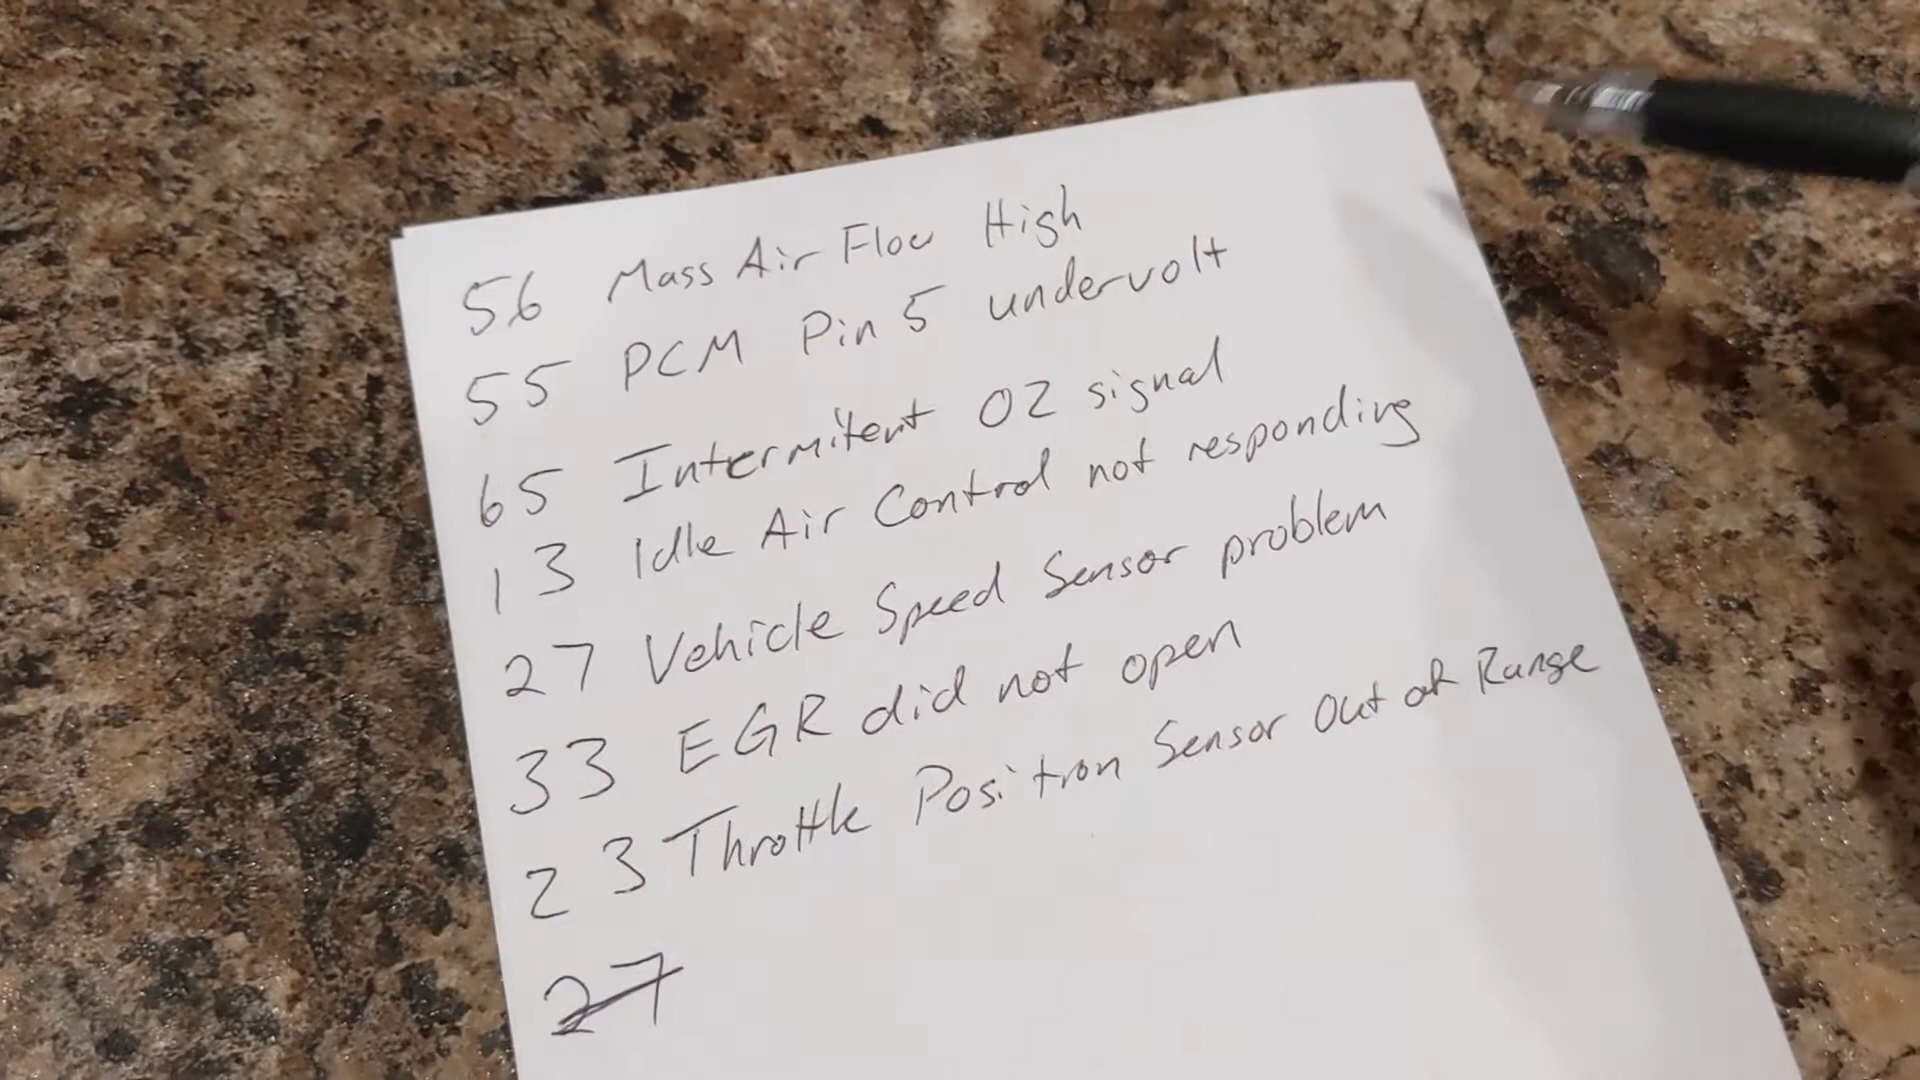 56 Mass Air Flow High
55 PCM Pin 5 undervolt
65 Intermitent O2 signal
13 Idle Air Control not responding
27 Vehicle Speed Sensor problem
33 EGR did not open
23 Throttle Position Sensor Out of Range
27